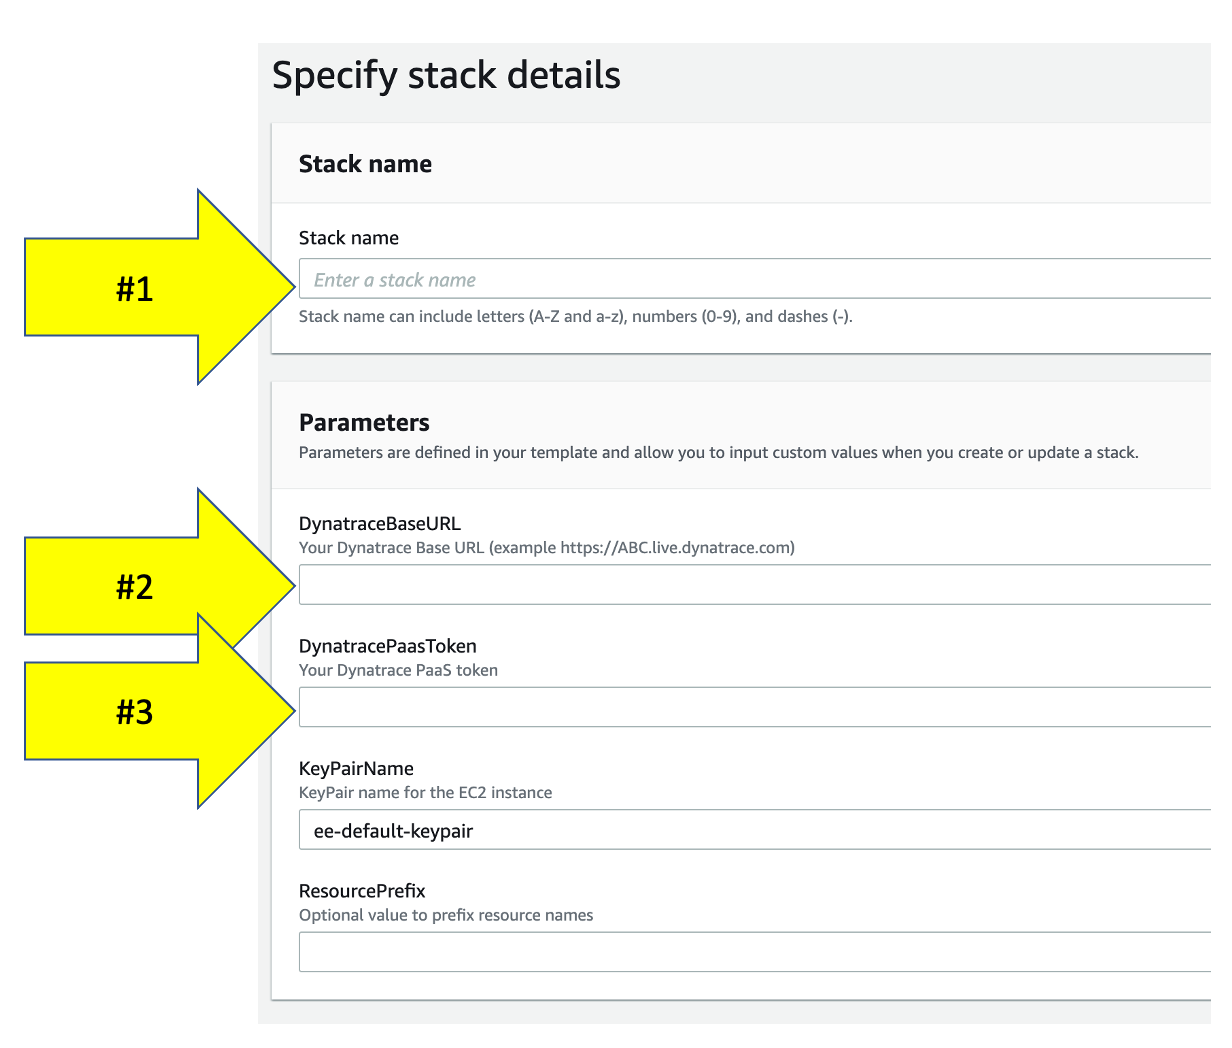 Specify stack details
Stack name
Stack name
#1
Enter a stack name
Stack name can include letters (A-Z and a-z), numbers (0-9), and dashes (-).
Parameters
Parameters are defined in your template and allow you to input custom values when you create or update a stack.
DynatraceBaseURL
Your Dynatrace Base URL (example https://ABC.live.dynatrace.com)
#2
DynatracePaasToken
Your Dynatrace PaaS token
#3
KeyPairName
KeyPair name for the EC2 instance
ee-default-keypair
ResourcePrefix
Optional value to prefix resource names